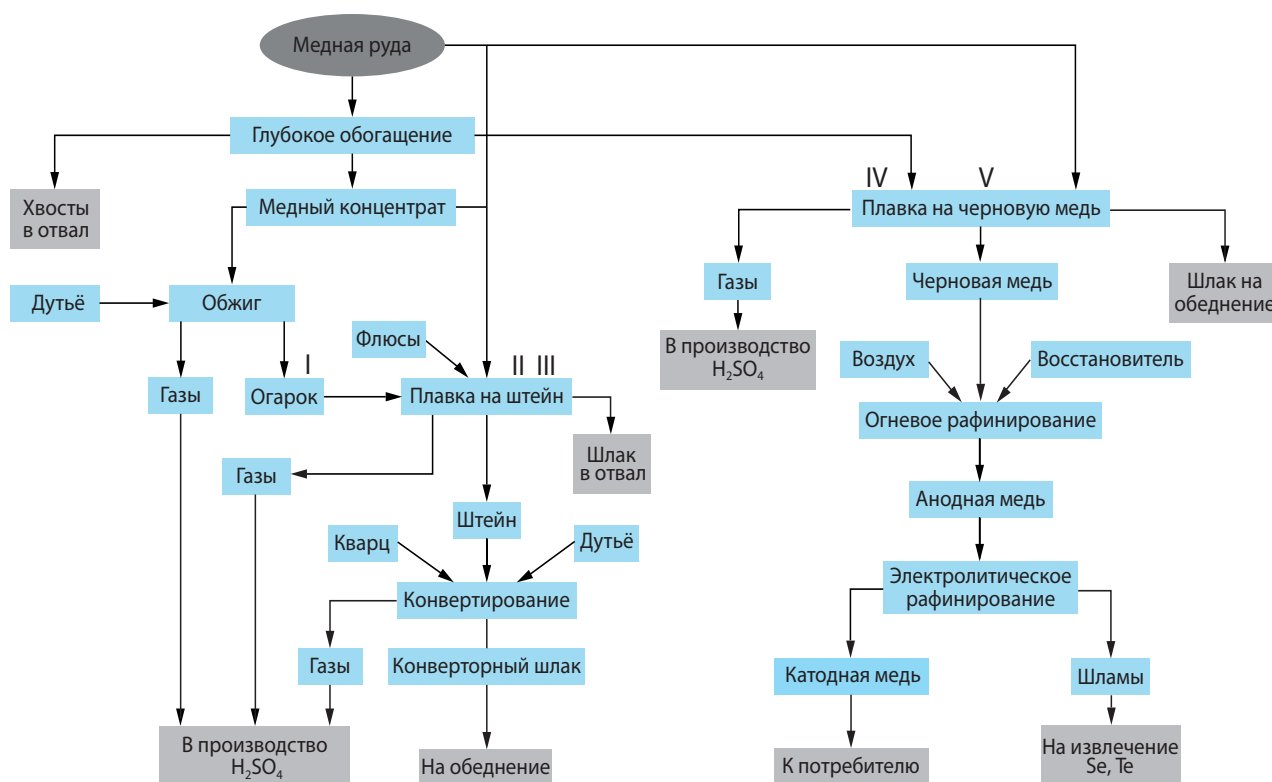 Медная руда
Глубокое обогащение
IV
V
Хвосты
в отвал
Медный концентрат
Плавка на черновую медь
Дутьё
Обжиг
Газы
Черновая медь
Шлак на
обеднение
Флюсы
В производство
H₂SO₄
Воздух
Восстановитель
I
II III
Газы
Огарок
Плавка на штейн
Огневое рафинирование
Шлак
в отвал
Газы
Анодная медь
Штейн
Кварц
Дутьё
Электролитическое
рафинирование
Конвертирование
Газы
Конверторный шлак
Катодная медь
Шламы
В производство
H₂SO₄
На обеднение
К потребителю
На извлечение
Se, Te